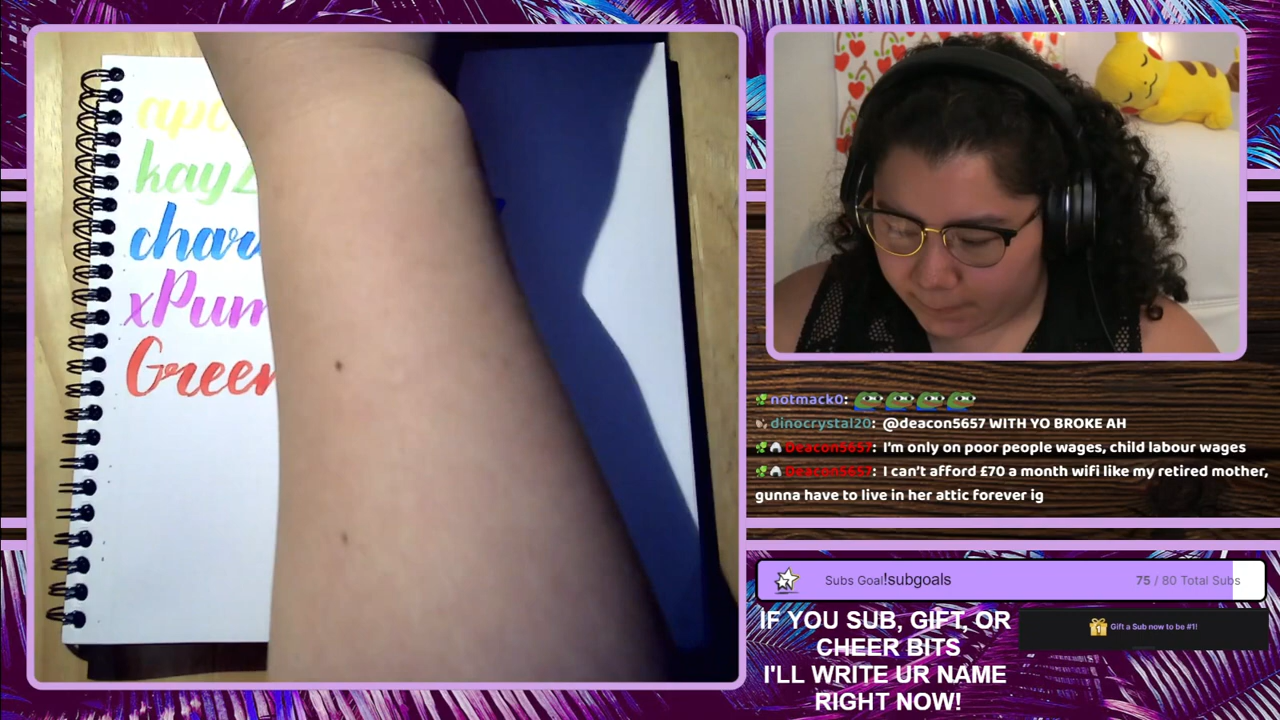 kay
char
xPum
Green
notmack0:
dinocrystal20: @deacon5657 WITH YO BROKE AH
Deacon5657: I'm only on poor people wages, child labour wages
Deacon5657: I can't afford £70 a month wifi like my retired mother,
gunna have to live in her attic forever ig
Subs Goal !subgoals 75 / 80 Total Subs
IF YOU SUB, GIFT, OR
CHEER BITS
I'LL WRITE UR NAME
RIGHT NOW!
1 Gift a Sub now to be #1!